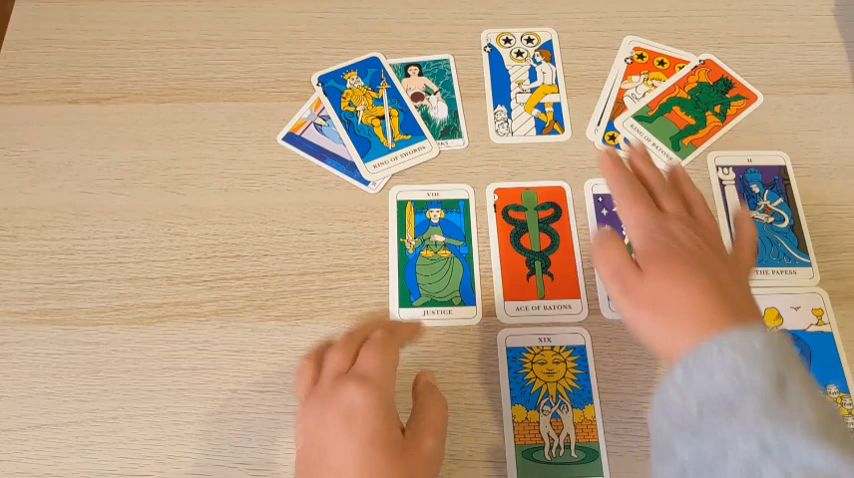 KING OF SWORDS
KING OF BATONS
II
THE PAPESS
VIII
JUSTICE
ACE OF BATONS
XIX